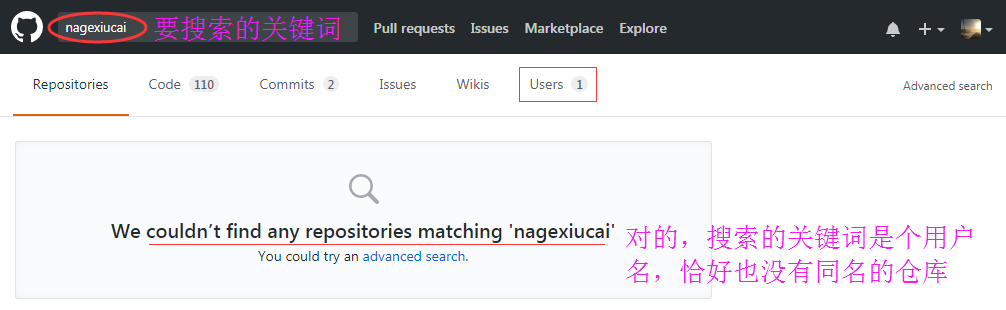 nagexiucai 要搜索的关键词 Pull requests Issues Marketplace Explore
Repositories Code 110 Commits 2 Issues Wikis Users 1 Advanced search
We couldn't find any repositories matching 'nagexiucai'
You could try an advanced search.
对的，搜索的关键词是个用户
名，恰好也没有同名的仓库